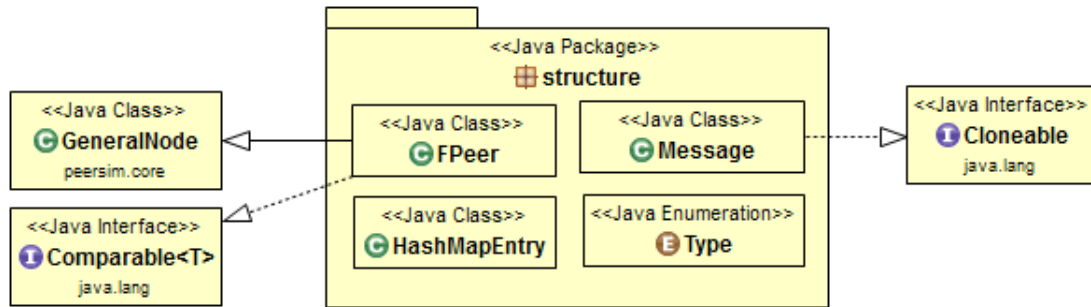 <<Java Package>>
structure
<<Java Class>>
C GeneralNode
peersim.core
<<Java Class>>
C FPeer
<<Java Class>>
C Message
<<Java Interface>>
I Cloneable
java.lang
<<Java Interface>>
I Comparable<T>
java.lang
<<Java Class>>
C HashMapEntry
<<Java Enumeration>>
E Type